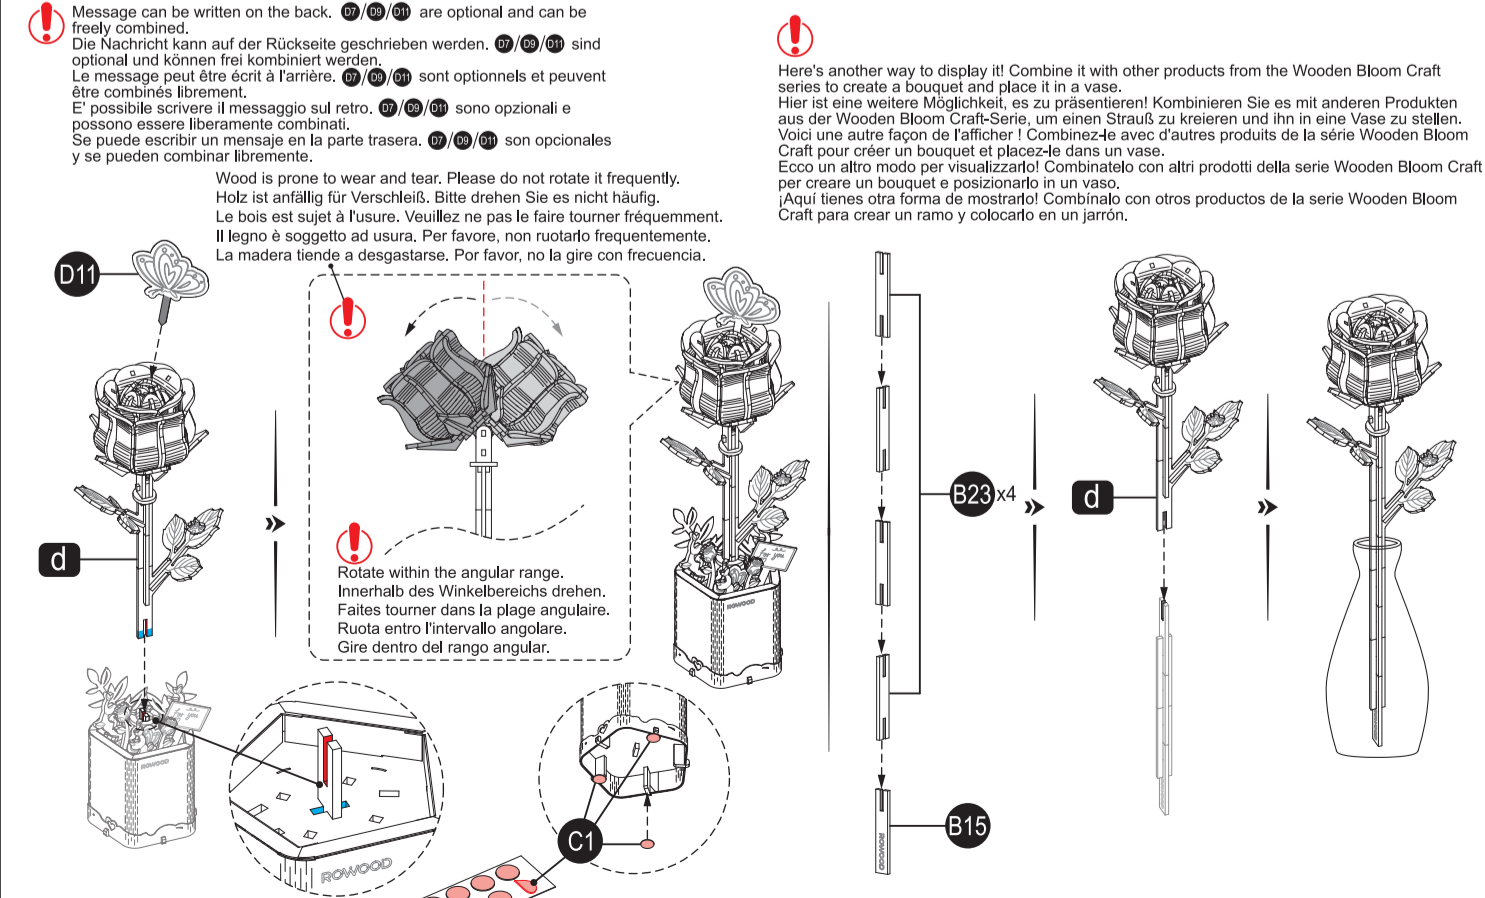 Message can be written on the back. D7/D9/D11 are optional and can be
freely combined.
Die Nachricht kann auf der Rückseite geschrieben werden. D7/D9/D11 sind
optional und können frei kombiniert werden.
Le message peut être écrit à l'arrière. D7/D9/D11 sont optionnels et peuvent
être combinés librement.
E' possibile scrivere il messaggio sul retro. D7/D9/D11 sono opzionali e
possono essere liberamente combinati.
Se puede escribir un mensaje en la parte trasera. D7/D9/D11 son opcionales
y se pueden combinar libremente.
Wood is prone to wear and tear. Please do not rotate it frequently.
Holz ist anfällig für Verschleiß. Bitte drehen Sie es nicht häufig.
Le bois est sujet à l'usure. Veuillez ne pas le faire tourner fréquemment.
Il legno è soggetto ad usura. Per favore, non ruotarlo frequentemente.
La madera tiende a desgastarse. Por favor, no la gire con frecuencia.
D11
d
Rotate within the angular range.
Innerhalb des Winkelbereichs drehen.
Faites tourner dans la plage angulaire.
Ruota entro l'intervallo angolare.
Gire dentro del rango angular.
for you
ROWOOD
for you
ROWOOD
ROWOOD
C1
Here's another way to display it! Combine it with other products from the Wooden Bloom Craft
series to create a bouquet and place it in a vase.
Hier ist eine weitere Möglichkeit, es zu präsentieren! Kombinieren Sie es mit anderen Produkten
aus der Wooden Bloom Craft-Serie, um einen Strauß zu kreieren und ihn in eine Vase zu stellen.
Voici une autre façon de l'afficher ! Combinez-le avec d'autres produits de la série Wooden Bloom
Craft pour créer un bouquet et placez-le dans un vase.
Ecco un altro modo per visualizzarlo! Combinatelo con altri prodotti della serie Wooden Bloom Craft
per creare un bouquet e posizionarlo in un vaso.
¡Aquí tienes otra forma de mostrarlo! Combínalo con otros productos de la serie Wooden Bloom
Craft para crear un ramo y colocarlo en un jarrón.
B23 x4
d
B15
ROWOOD